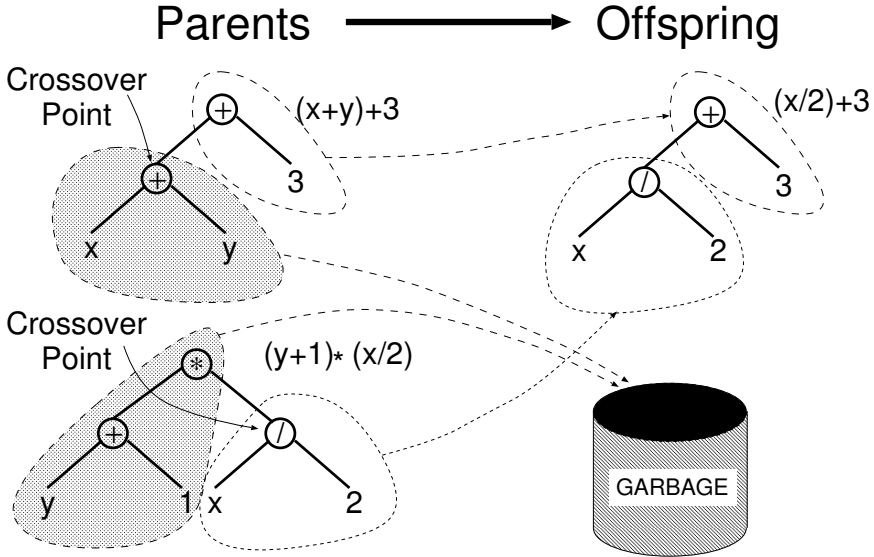 Parents
Offspring
Crossover
Point
+
(x+y)+3
+
3
x
y
+
(x/2)+3
/
3
x
2
Crossover
Point
*
(y+1)* (x/2)
+
/
y
1
x
2
GARBAGE